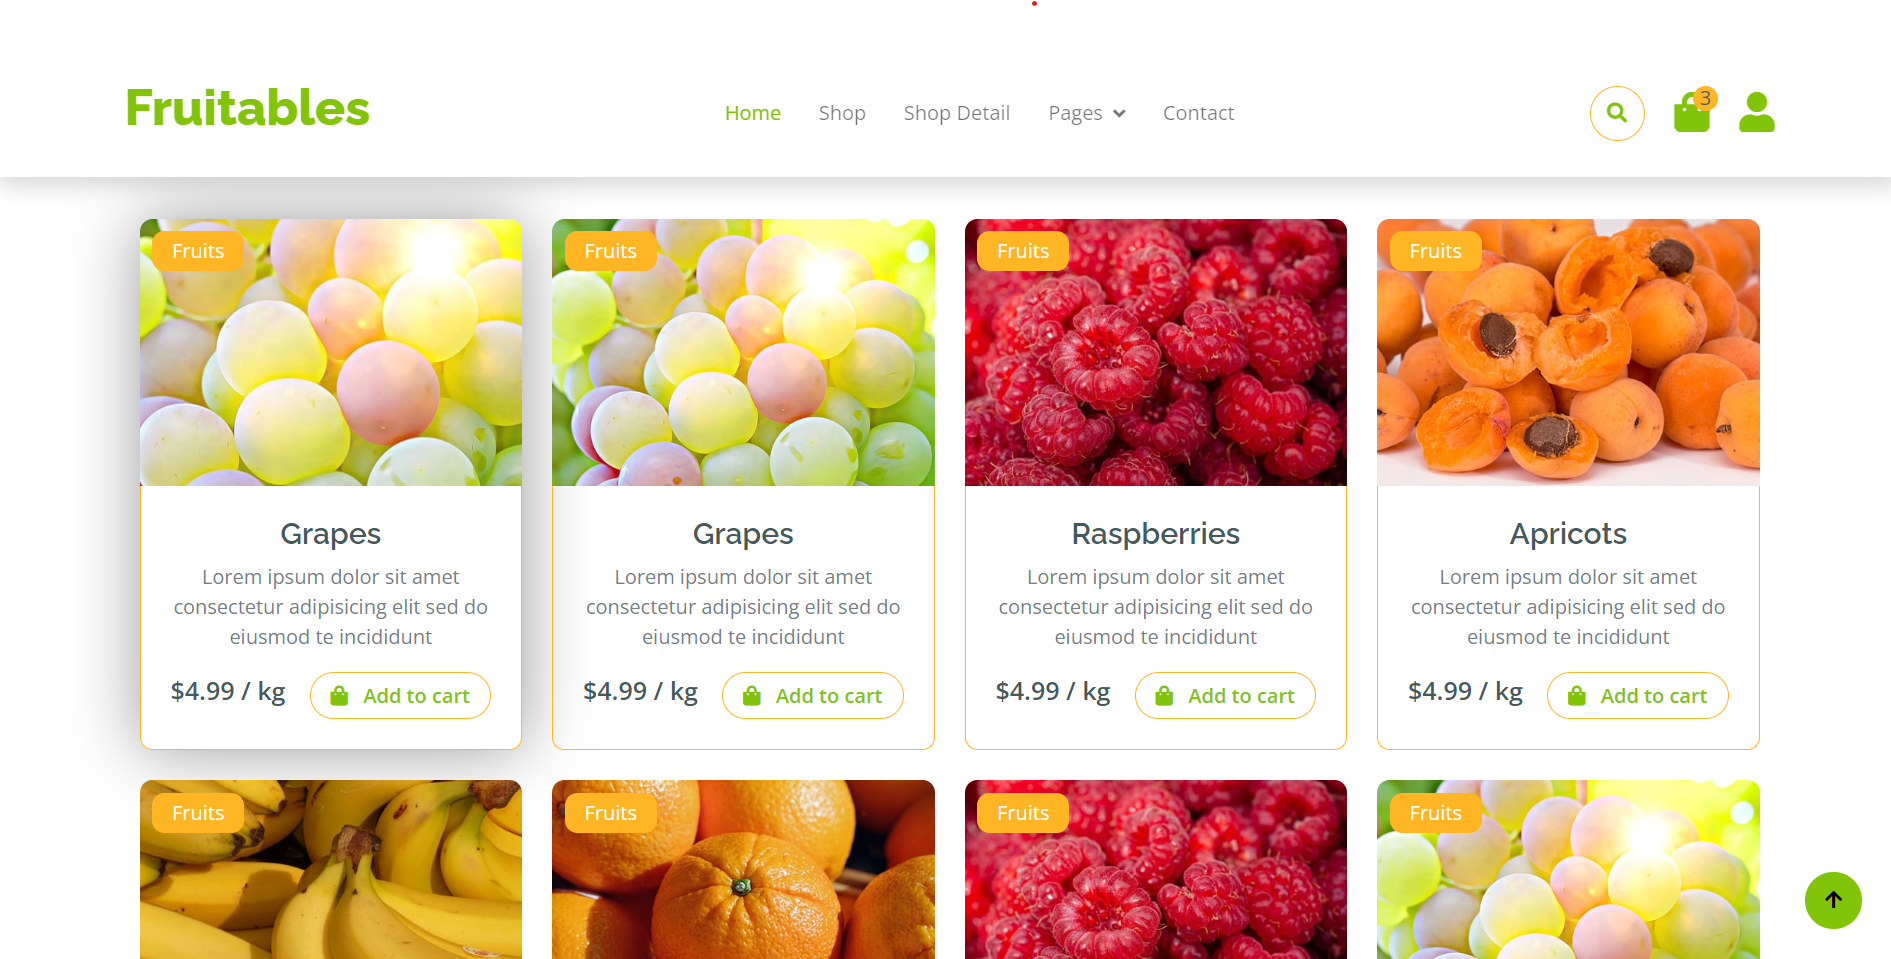 Fruitables
Home Shop Shop Detail Pages Contact
3
Fruits
Grapes
Lorem ipsum dolor sit amet
consectetur adipisicing elit sed do
eiusmod te incididunt
$4.99 / kg Add to cart
Fruits
Grapes
Lorem ipsum dolor sit amet
consectetur adipisicing elit sed do
eiusmod te incididunt
$4.99 / kg Add to cart
Fruits
Raspberries
Lorem ipsum dolor sit amet
consectetur adipisicing elit sed do
eiusmod te incididunt
$4.99 / kg Add to cart
Fruits
Apricots
Lorem ipsum dolor sit amet
consectetur adipisicing elit sed do
eiusmod te incididunt
$4.99 / kg Add to cart
Fruits
Fruits
Fruits
Fruits